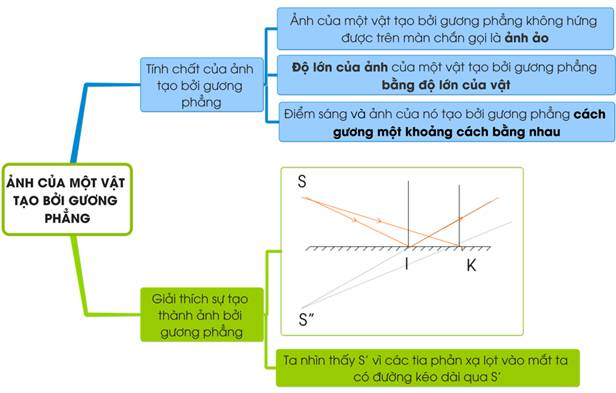 Ảnh của một vật tạo bởi gương phẳng không hứng
được trên màn chắn gọi là ảnh ảo
Tính chất của ảnh
tạo bởi gương
phẳng
Độ lớn của ảnh của một vật tạo bởi gương phẳng
bằng độ lớn của vật
Điểm sáng và ảnh của nó tạo bởi gương phẳng cách
gương một khoảng cách bằng nhau
ẢNH CỦA MỘT VẬT
TẠO BỞI GƯƠNG
PHẲNG
S
I
K
S"
Giải thích sự tạo
thành ảnh bởi
gương phẳng
Ta nhìn thấy S' vì các tia phản xạ lọt vào mắt ta
có đường kéo dài qua S'